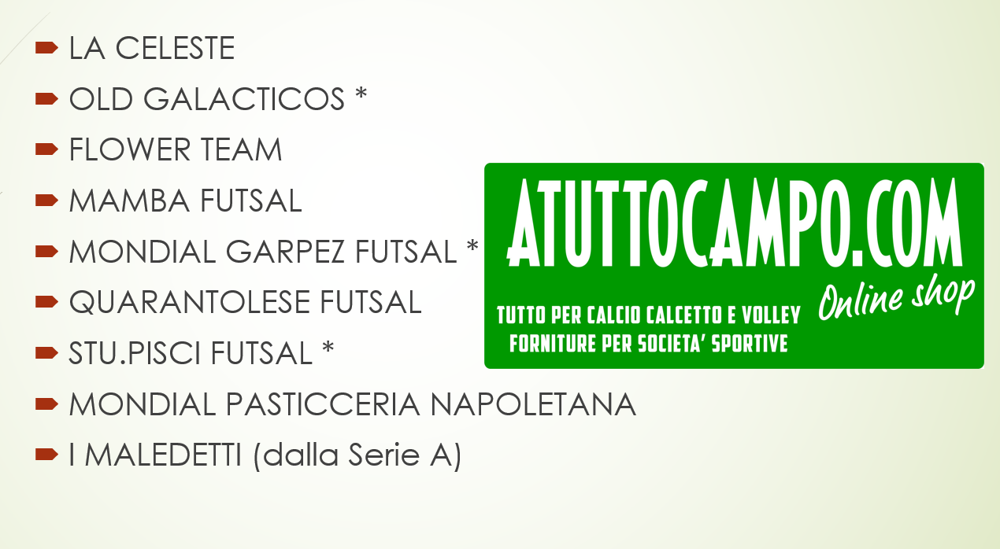 LA CELESTE
OLD GALACTICOS *
FLOWER TEAM
MAMBA FUTSAL
MONDIAL GARPEZ FUTSAL *
QUARANTOLESE FUTSAL
STU.PISCI FUTSAL *
MONDIAL PASTICCERIA NAPOLETANA
I MALEDETTI (dalla Serie A)
ATUTTOCAMPO.COM
Online shop
TUTTO PER CALCIO CALCETTO E VOLLEY
FORNITURE PER SOCIETA' SPORTIVE